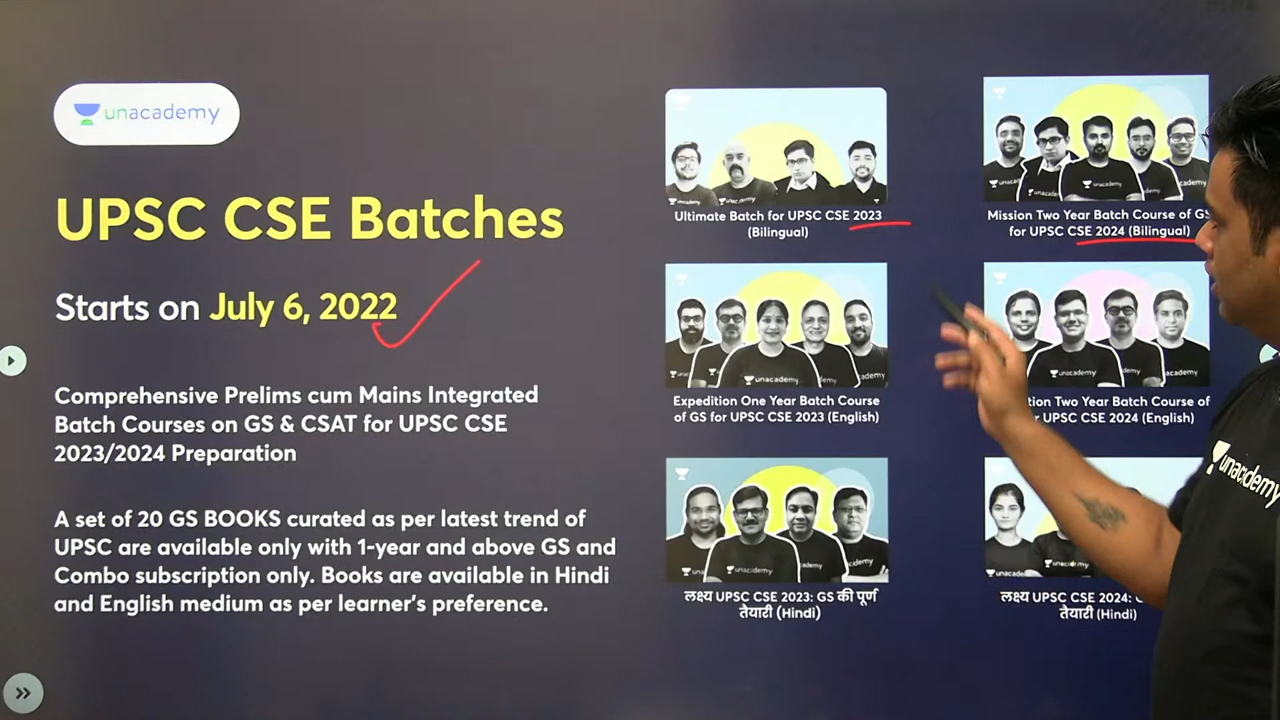 unacademy
UPSC CSE Batches
Starts on July 6, 2022
Comprehensive Prelims cum Mains Integrated
Batch Courses on GS & CSAT for UPSC CSE
2023/2024 Preparation
A set of 20 GS BOOKS curated as per latest trend of
UPSC are available only with 1-year and above GS and
Combo subscription only. Books are available in Hindi
and English medium as per learner's preference.
Ultimate Batch for UPSC CSE 2023
(Bilingual)
Mission Two Year Batch Course of GS
for UPSC CSE 2024 (Bilingual)
Expedition One Year Batch Course
of GS for UPSC CSE 2023 (English)
Two Year Batch Course of
UPSC CSE 2024 (English)
लक्ष्य UPSC CSE 2023: GS की पूर्ण
तैयारी (Hindi)
लक्ष्य UPSC CSE 2024:
तैयारी (Hindi)
unacademy